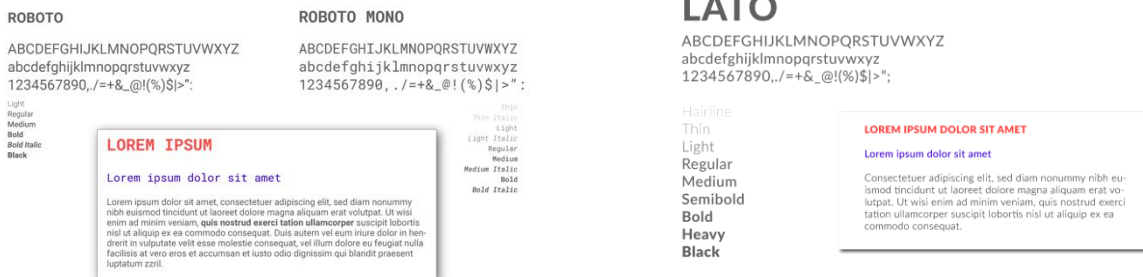 ROBOTO
ABCDEFGHIJKLMNOPQRSTUVWXYZ
abcdefghijklmnopqrstuvwxyz
1234567890,./=+&_@!(%)$|>”:
Light
Regular
Medium
Bold
Bold Italic
Black
ROBOTO MONO
ABCDEFGHIJKLMNOPQRSTUVWXYZ
abcdefghijklmnopqrstuvwxyz
1234567890,./=+&_@!(%)$|>”:
Thin
Thin Italic
Light
Light Italic
Regular
Medium
Medium Italic
Bold
Bold Italic
LOREM IPSUM
Lorem ipsum dolor sit amet
Lorem ipsum dolor sit amet, consectetuer adipiscing elit, sed diam nonummy
nibh euismod tincidunt ut laoreet dolore magna aliquam erat volutpat. Ut wisi
enim ad minim veniam, quis nostrud exerci tation ullamcorper suscipit lobortis
nisl ut aliquip ex ea commodo consequat. Duis autem vel eum iriure dolor in hen-
drerit in vulputate velit esse molestie consequat, vel illum dolore eu feugiat nulla
facilisis at vero eros et accumsan et iusto odio dignissim qui blandit praesent
luptatum zzril.
LATO
ABCDEFGHIJKLMNOPQRSTUVWXYZ
abcdefghijklmnopqrstuvwxyz
1234567890,./=+&_@!(%)$|>”;
Hairline
Thin
Light
Regular
Medium
Semibold
Bold
Heavy
Black
LOREM IPSUM DOLOR SIT AMET
Lorem ipsum dolor sit amet
Consectetuer adipiscing elit, sed diam nonummy nibh eu-
ismod tincidunt ut laoreet dolore magna aliquam erat vo-
lutpat. Ut wisi enim ad minim veniam, quis nostrud exerci
tation ullamcorper suscipit lobortis nisl ut aliquip ex ea
commodo consequat.